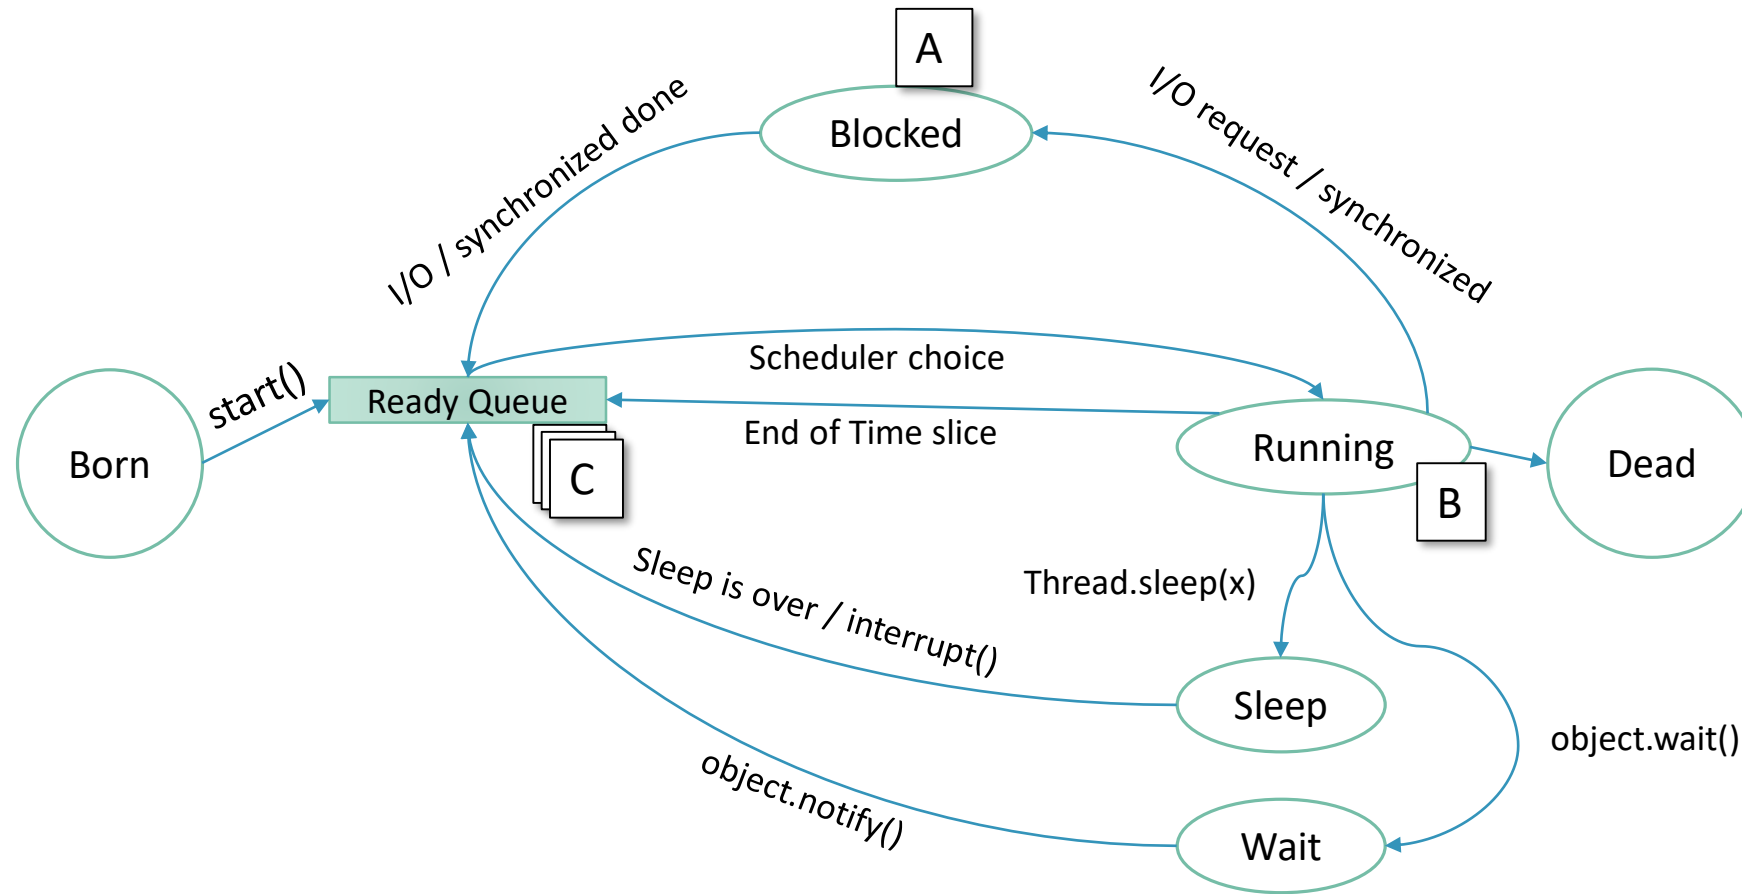 A
Blocked
I/O request / synchronized
I/O / synchronized done
Scheduler choice
start()
Ready Queue
End of Time slice
Born
Running
Dead
C
B
Sleep is over / interrupt()
Thread.sleep(x)
Sleep
object.wait()
object.notify()
Wait